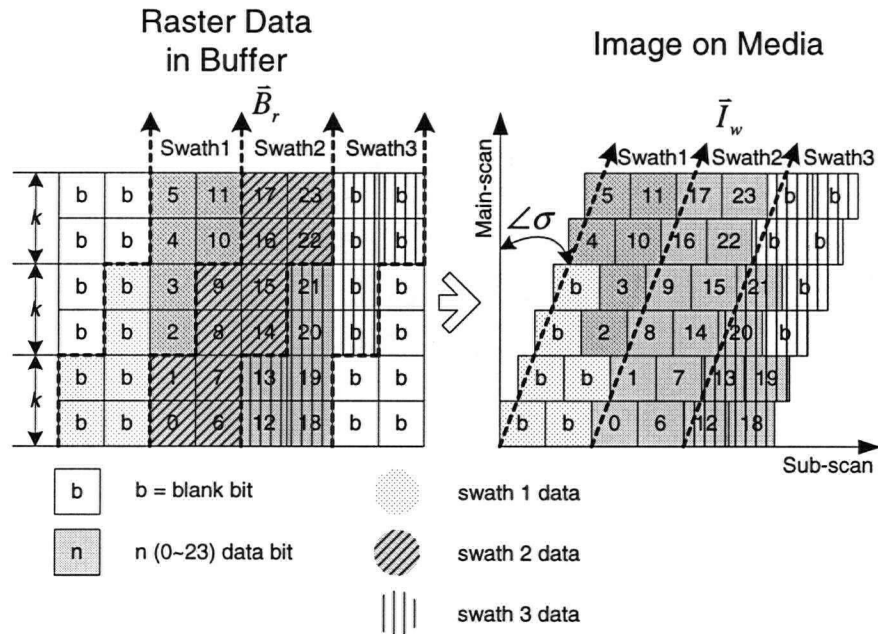 Raster Data
in Buffer
Image on Media
B⃗r
I⃗w
Swath1 Swath2 Swath3
Swath1 Swath2 Swath3
k b b 5 11 17 23 b b
b b 4 10 16 22 b b
k b b 3 9 15 21 b b
b b 2 8 14 20 b b
k b b 1 7 13 19 b b
b b 0 6 12 18 b b
Main-scan
∠σ
5 11 17 23 b b
4 10 16 22 b b
b 3 9 15 21 b
b 2 8 14 20 b
b b 1 7 13 19
b b 0 6 12 18
Sub-scan
b b = blank bit
n n (0~23) data bit
swath 1 data
swath 2 data
swath 3 data